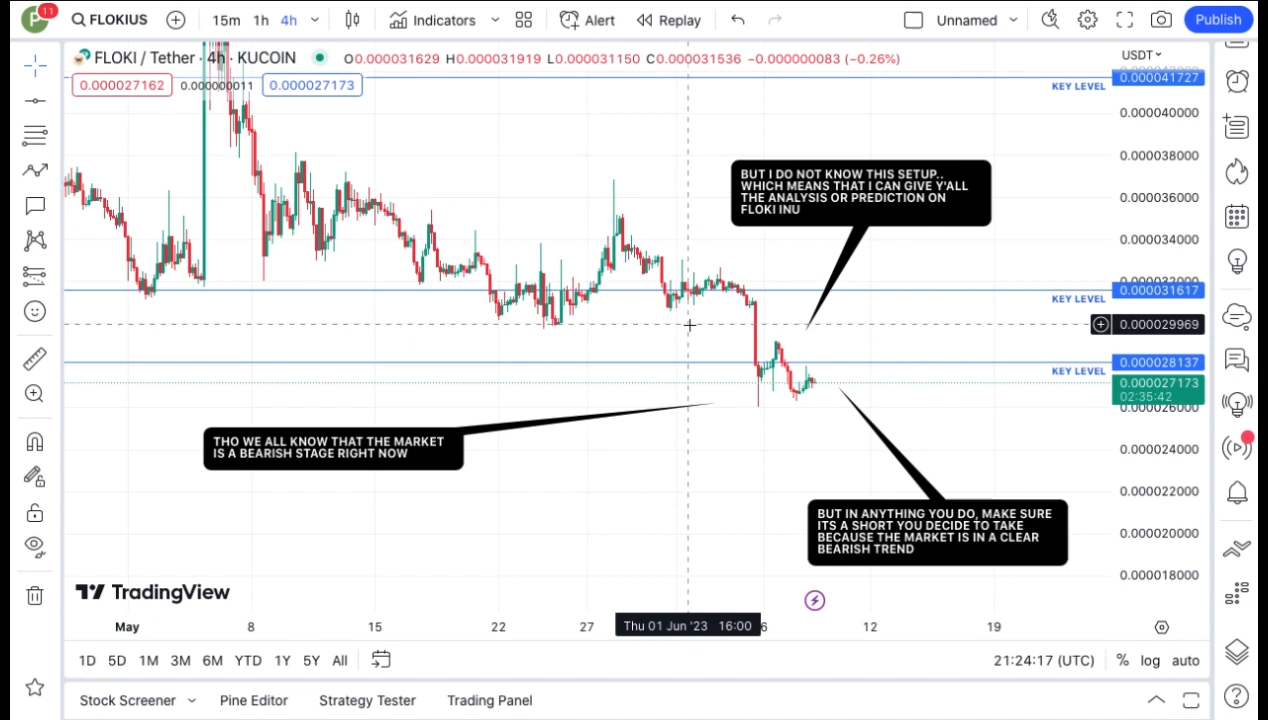 P 11 FLOKIUS 15m 1h 4h Indicators Alert Replay Unnamed Publish
FLOKI / Tether · 4h · KUCOIN O0.000031629 H0.000031919 L0.000031150 C0.000031536 −0.000000083 (−0.26%) USDT
0.000027162 0.000000011 0.000027173
0.000041727
KEY LEVEL
0.000040000
0.000038000
0.000036000
0.000034000
0.000032000
0.000031617
KEY LEVEL
0.000029969
0.000028137
KEY LEVEL
0.000027173
02:35:42
0.000026000
0.000024000
0.000022000
0.000020000
0.000018000
BUT I DO NOT KNOW THIS SETUP..
WHICH MEANS THAT I CAN GIVE Y'ALL
THE ANALYSIS OR PREDICTION ON
FLOKI INU
THO WE ALL KNOW THAT THE MARKET
IS A BEARISH STAGE RIGHT NOW
BUT IN ANYTHING YOU DO, MAKE SURE
ITS A SHORT YOU DECIDE TO TAKE
BECAUSE THE MARKET IS IN A CLEAR
BEARISH TREND
TradingView
May 8 15 22 27 Thu 01 Jun '23 16:00 6 12 19
1D 5D 1M 3M 6M YTD 1Y 5Y All 21:24:17 (UTC) % log auto
Stock Screener Pine Editor Strategy Tester Trading Panel